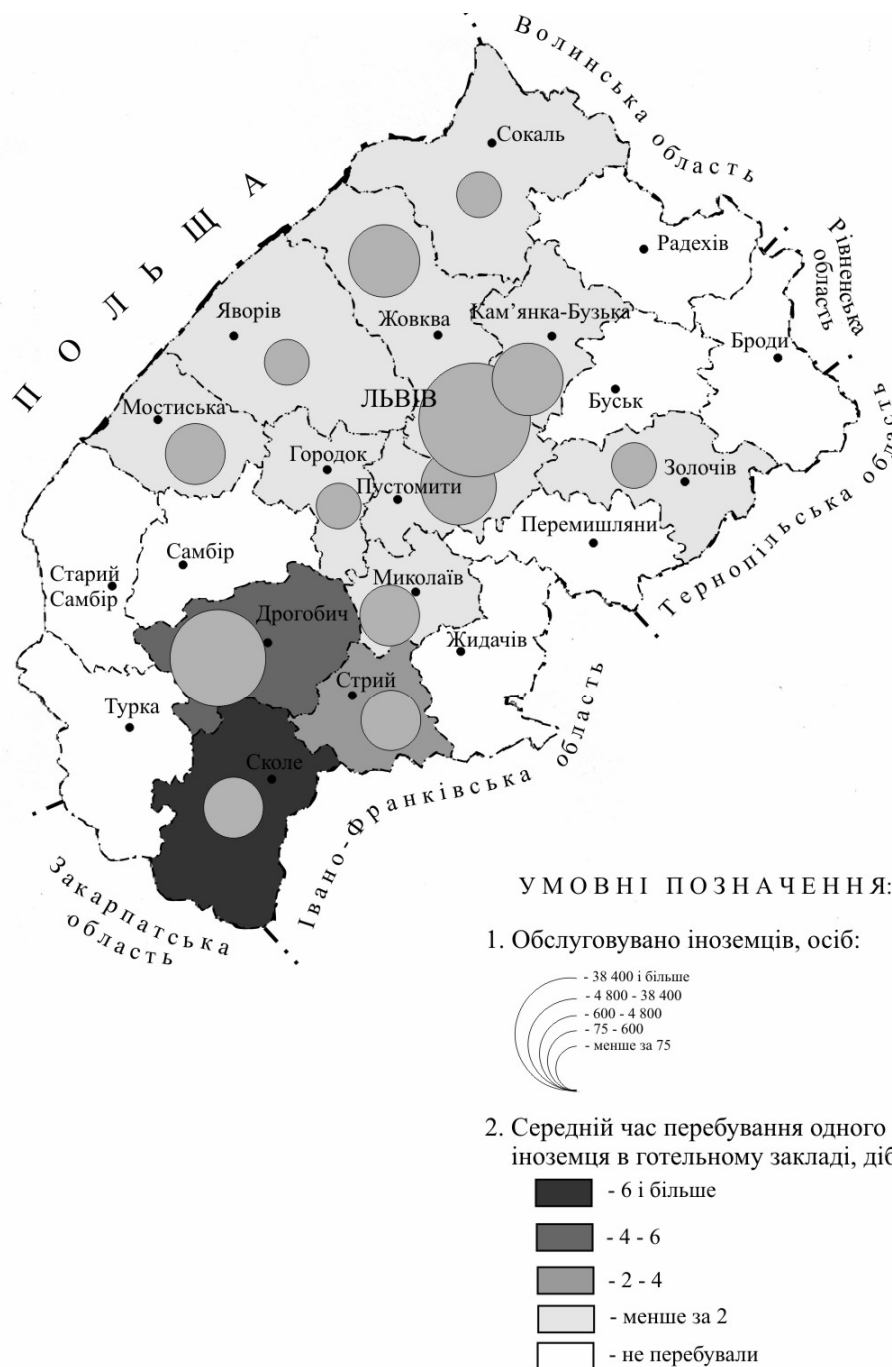 Волинська область
ПОЛЬЩА
Сокаль
Рівненська
область
Радехів
Яворів
Жовква
Кам’янка-Бузька
Броди
ЛЬВІВ
Буськ
Мостиська
Городок
Пустомити
Золочів
Тернопільська область
Перемишляни
Самбір
Старий
Самбір
Миколаїв
Дрогобич
Жидачів
Стрий
Турка
Сколе
Івано-Франківська область
Закарпатська
область
УМОВНІ ПОЗНАЧЕННЯ:
1. Обслуговувано іноземців, осіб:
- 38 400 і більше
- 4 800 - 38 400
- 600 - 4 800
- 75 - 600
- менше за 75
2. Середній час перебування одного
іноземця в готельному закладі, діб
- 6 і більше
- 4 - 6
- 2 - 4
- менше за 2
- не перебували